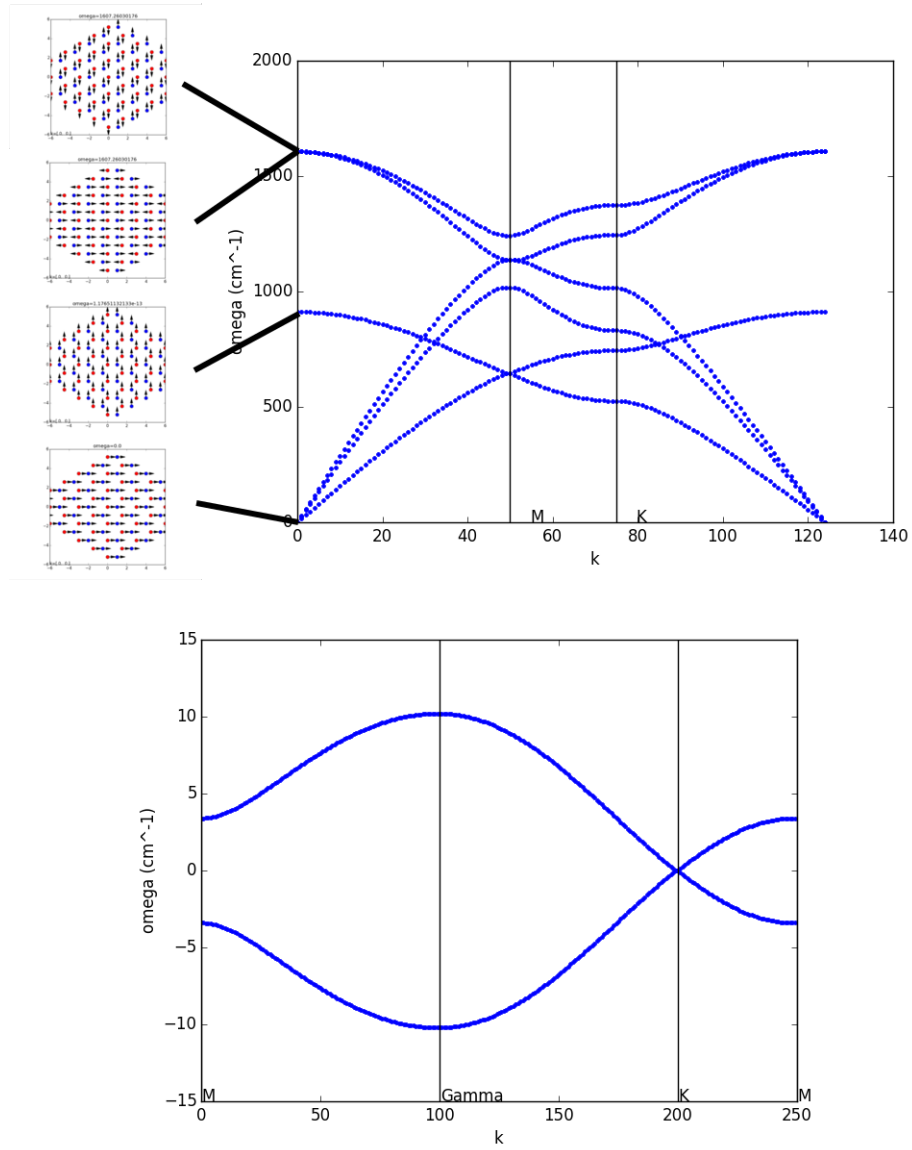 omega=1607.26030176
omega=1607.26030176
omega=1.17651132133e-13
omega=0.0
2000
1500
1000
500
0
omega (cm^-1)
0
20
40
60
80
100
120
140
M
K
k
15
10
5
0
−5
−10
−15
omega (cm^-1)
M
Gamma
K
M
0
50
100
150
200
250
k